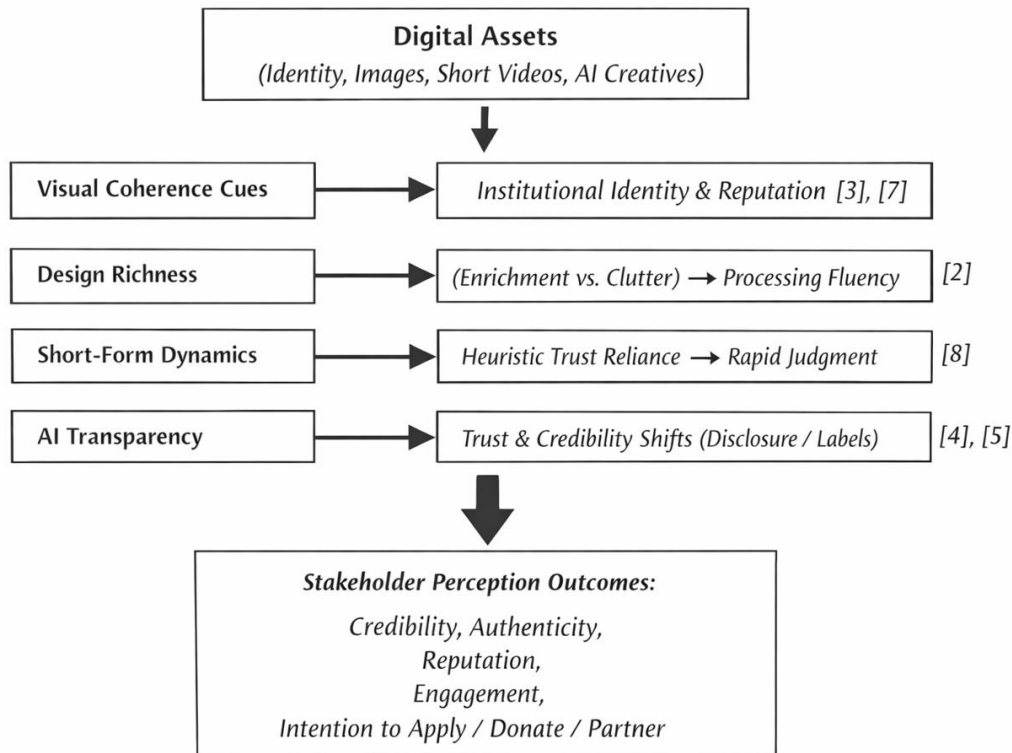 Digital Assets
(Identity, Images, Short Videos, AI Creatives)
Visual Coherence Cues → Institutional Identity & Reputation [3], [7]
Design Richness → (Enrichment vs. Clutter) → Processing Fluency [2]
Short-Form Dynamics → Heuristic Trust Reliance → Rapid Judgment [8]
AI Transparency → Trust & Credibility Shifts (Disclosure / Labels) [4], [5]
Stakeholder Perception Outcomes:
Credibility, Authenticity,
Reputation,
Engagement,
Intention to Apply / Donate / Partner